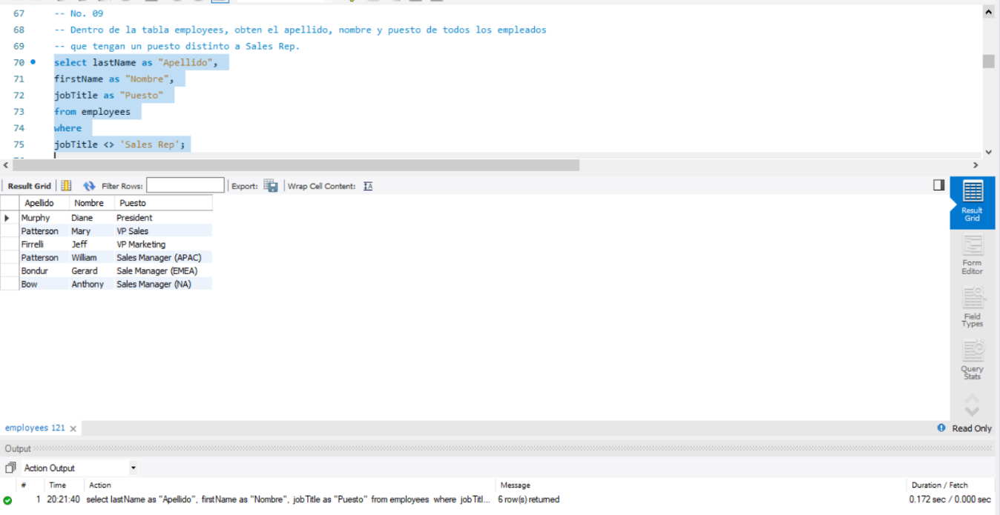 67 -- No. 09
68 -- Dentro de la tabla employees, obten el apellido, nombre y puesto de todos los empleados
69 -- que tengan un puesto distinto a Sales Rep.
70 select lastName as "Apellido",
71 firstName as "Nombre",
72 jobTitle as "Puesto"
73 from employees
74 where
75 jobTitle <> 'Sales Rep';
Result Grid Filter Rows: Export: Wrap Cell Content: IA
Apellido Nombre Puesto
Murphy Diane President
Patterson Mary VP Sales
Firrelli Jeff VP Marketing
Patterson William Sales Manager (APAC)
Bondur Gerard Sale Manager (EMEA)
Bow Anthony Sales Manager (NA)
Result
Grid
Form
Editor
Field
Types
Query
Stats
employees 121
Read Only
Output
Action Output
# Time Action Message Duration / Fetch
1 20:21:40 select lastName as "Apellido", firstName as "Nombre", jobTitle as "Puesto" from employees where jobTitl... 6 row(s) returned 0.172 sec / 0.000 sec